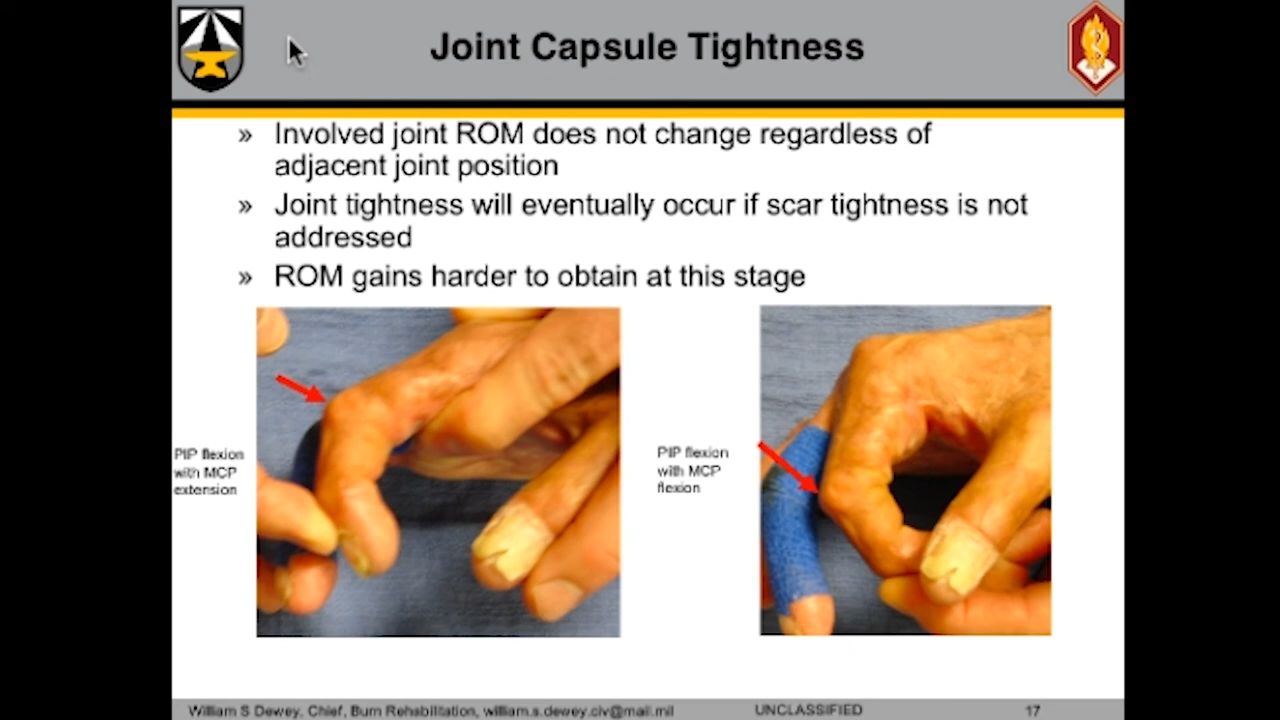 Joint Capsule Tightness
» Involved joint ROM does not change regardless of
adjacent joint position
» Joint tightness will eventually occur if scar tightness is not
addressed
» ROM gains harder to obtain at this stage
PIP flexion
with MCP
extension
PIP flexion
with MCP
flexion
William S Dewey, Chief, Burn Rehabilitation, william.s.dewey.civ@mail.mil UNCLASSIFIED 17